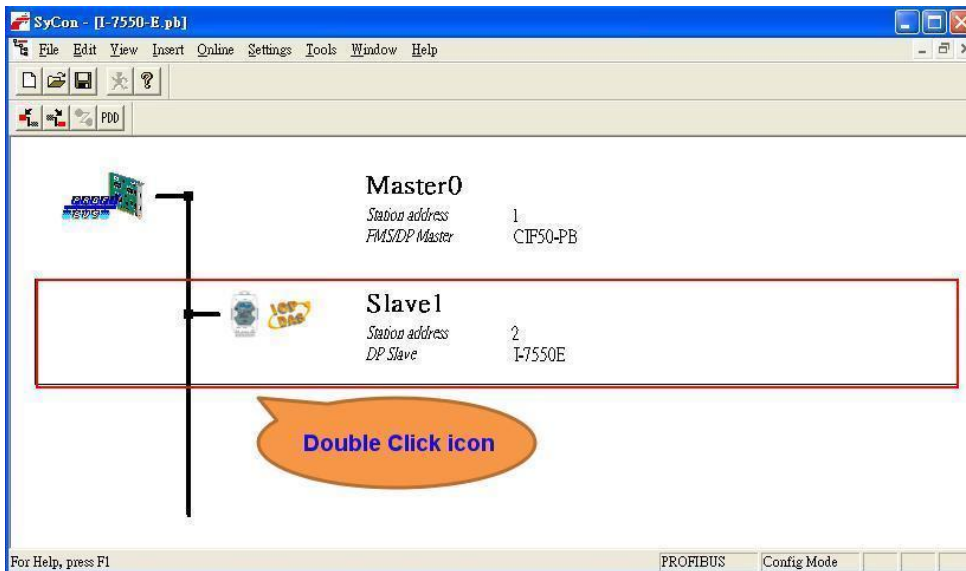 SyCon - [I-7550-E.pb]
File Edit View Insert Online Settings Tools Window Help
PDD
Master0
Station address 1
FMS/DP Master CIF50-PB
Slave1
Station address 2
DP Slave I-7550E
Double Click icon
For Help, press F1 PROFIBUS Config Mode